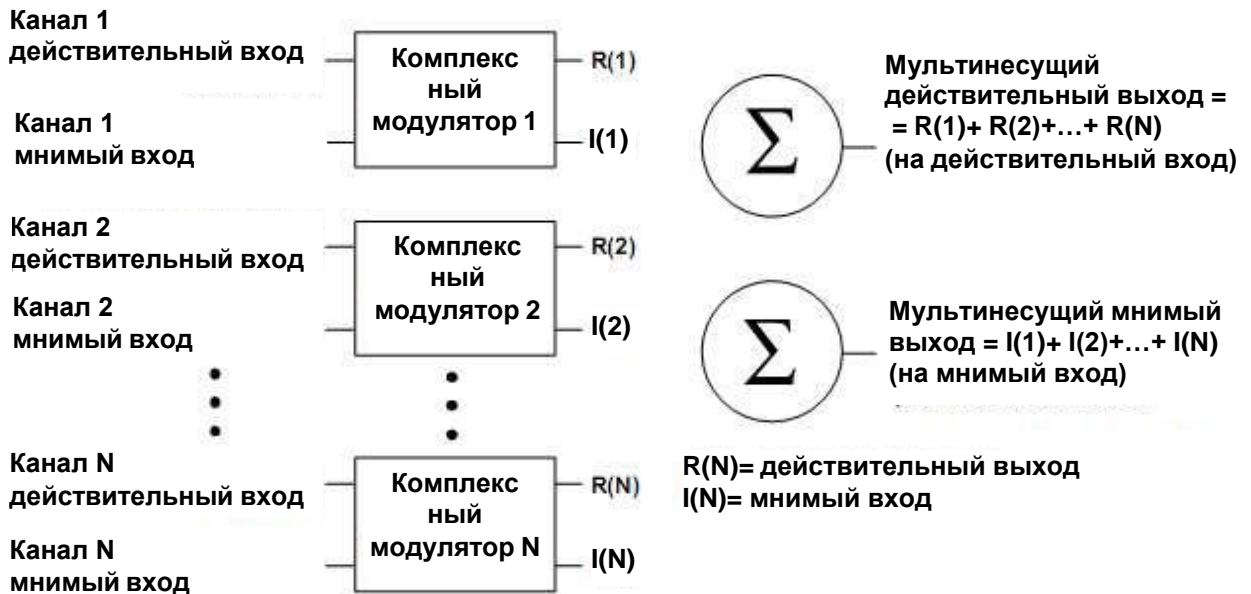 Канал 1
действительный вход
Канал 1
мнимый вход
Комплекс
ный
модулятор 1
R(1)
I(1)
Канал 2
действительный вход
Канал 2
мнимый вход
Комплекс
ный
модулятор 2
R(2)
I(2)
Канал N
действительный вход
Канал N
мнимый вход
Комплекс
ный
модулятор N
R(N)
I(N)
Σ
Мультинесущий
действительный выход =
= R(1)+ R(2)+...+ R(N)
(на действительный вход)
Σ
Мультинесущий мнимый
выход = I(1)+ I(2)+...+ I(N)
(на мнимый вход)
R(N)= действительный выход
I(N)= мнимый вход